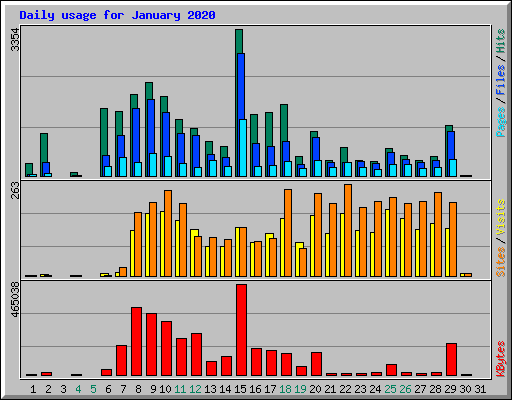 Daily usage for January 2020
3354
Pages / Files / Hits
263
Sites / Visits
465038
KBytes
1 2 3 4 5 6 7 8 9 10 11 12 13 14 15 16 17 18 19 20 21 22 23 24 25 26 27 28 29 30 31